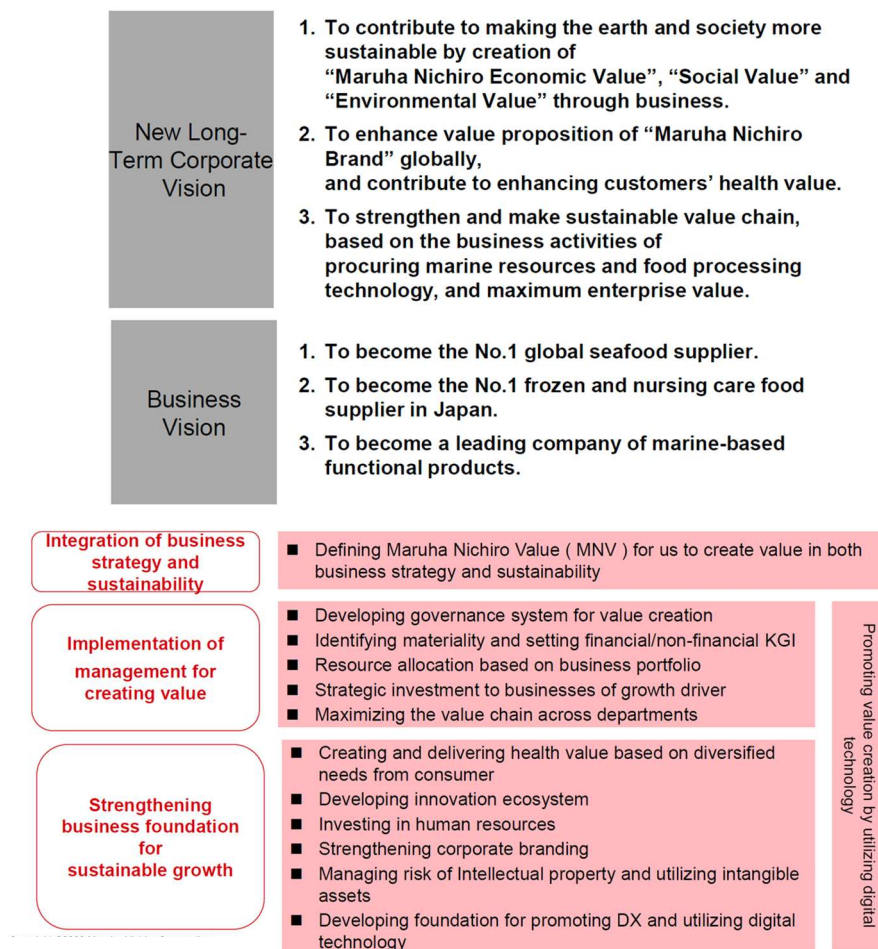 New Long-
Term Corporate
Vision
1. To contribute to making the earth and society more
sustainable by creation of
“Maruha Nichiro Economic Value”, “Social Value” and
“Environmental Value” through business.
2. To enhance value proposition of “Maruha Nichiro
Brand” globally,
and contribute to enhancing customers’ health value.
3. To strengthen and make sustainable value chain,
based on the business activities of
procuring marine resources and food processing
technology, and maximum enterprise value.
Business
Vision
1. To become the No.1 global seafood supplier.
2. To become the No.1 frozen and nursing care food
supplier in Japan.
3. To become a leading company of marine-based
functional products.
Integration of business
strategy and
sustainability
■ Defining Maruha Nichiro Value ( MNV ) for us to create value in both
business strategy and sustainability
Implementation of
management for
creating value
■ Developing governance system for value creation
■ Identifying materiality and setting financial/non-financial KGI
■ Resource allocation based on business portfolio
■ Strategic investment to businesses of growth driver
■ Maximizing the value chain across departments
Strengthening
business foundation
for
sustainable growth
■ Creating and delivering health value based on diversified
needs from consumer
■ Developing innovation ecosystem
■ Investing in human resources
■ Strengthening corporate branding
■ Managing risk of Intellectual property and utilizing intangible
assets
■ Developing foundation for promoting DX and utilizing digital
technology
Promoting value creation by utilizing digital
technology